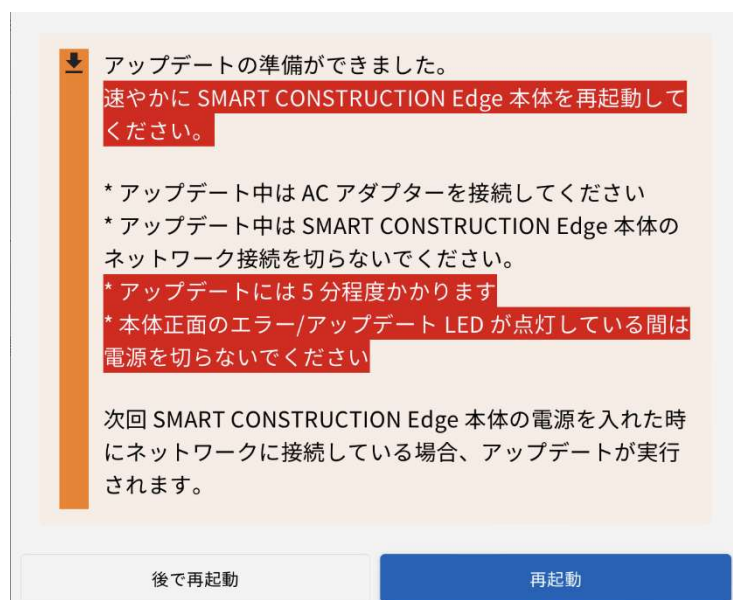 アップデートの準備ができました。
速やかに SMART CONSTRUCTION Edge 本体を再起動して
ください。
* アップデート中は AC アダプターを接続してください
* アップデート中は SMART CONSTRUCTION Edge 本体の
ネットワーク接続を切らないでください。
* アップデートには 5 分程度かかります
* 本体正面のエラー/アップデート LED が点灯している間は
電源を切らないでください
次回 SMART CONSTRUCTION Edge 本体の電源を入れた時
にネットワークに接続している場合、アップデートが実行
されます。
後で再起動
再起動